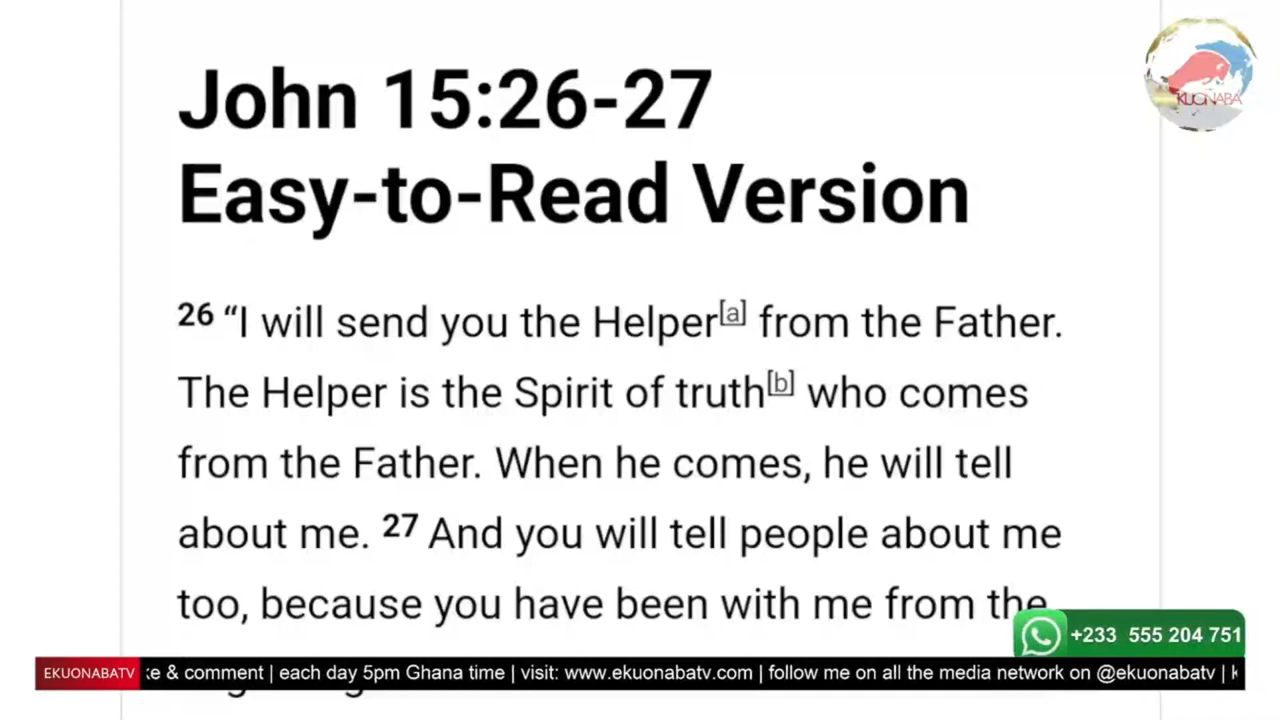 John 15:26-27
Easy-to-Read Version
26 “I will send you the Helper[a] from the Father.
The Helper is the Spirit of truth[b] who comes
from the Father. When he comes, he will tell
about me. 27 And you will tell people about me
too, because you have been with me from the
KUONABA
+233 555 204 751
EKUONABATV
ke & comment | each day 5pm Ghana time | visit: www.ekuonabatv.com | follow me on all the media network on @ekuonabatv |